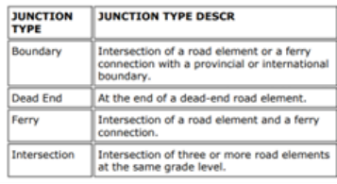 JUNCTION TYPE DESCR
JUNCTION
TYPE
Boundary
Intersection of a road element or a ferry
connection with a provincial or international
boundary.
Dead End
At the end of a dead-end road element.
Ferry
Intersection of a road element and a ferry
connection.
Intersection
Intersection of three or more road elements
at the same grade level.